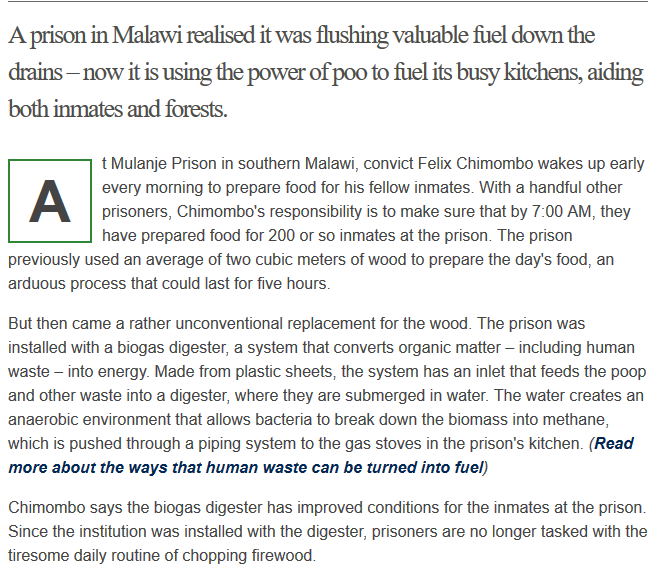 A prison in Malawi realised it was flushing valuable fuel down the
drains – now it is using the power of poo to fuel its busy kitchens, aiding
both inmates and forests.
At Mulanje Prison in southern Malawi, convict Felix Chimombo wakes up early
every morning to prepare food for his fellow inmates. With a handful other
prisoners, Chimombo's responsibility is to make sure that by 7:00 AM, they
have prepared food for 200 or so inmates at the prison. The prison
previously used an average of two cubic meters of wood to prepare the day's food, an
arduous process that could last for five hours.
But then came a rather unconventional replacement for the wood. The prison was
installed with a biogas digester, a system that converts organic matter – including human
waste – into energy. Made from plastic sheets, the system has an inlet that feeds the poop
and other waste into a digester, where they are submerged in water. The water creates an
anaerobic environment that allows bacteria to break down the biomass into methane,
which is pushed through a piping system to the gas stoves in the prison's kitchen. (Read
more about the ways that human waste can be turned into fuel)
Chimombo says the biogas digester has improved conditions for the inmates at the prison.
Since the institution was installed with the digester, prisoners are no longer tasked with the
tiresome daily routine of chopping firewood.